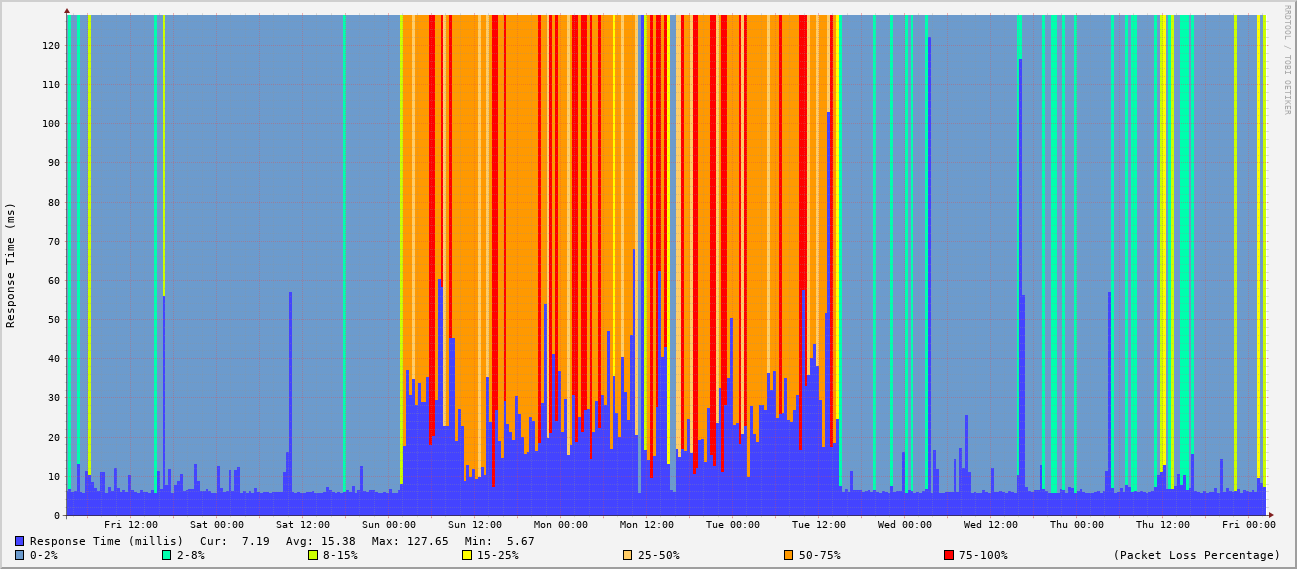 RRDTOOL / TOBI OETIKER
Response Time (ms)
120
110
100
90
80
70
60
50
40
30
20
10
0
Fri 12:00 Sat 00:00 Sat 12:00 Sun 00:00 Sun 12:00 Mon 00:00 Mon 12:00 Tue 00:00 Tue 12:00 Wed 00:00 Wed 12:00 Thu 00:00 Thu 12:00 Fri 00:00
Response Time (millis) Cur: 7.19 Avg: 15.38 Max: 127.65 Min: 5.67
0-2% 2-8% 8-15% 15-25% 25-50% 50-75% 75-100% (Packet Loss Percentage)